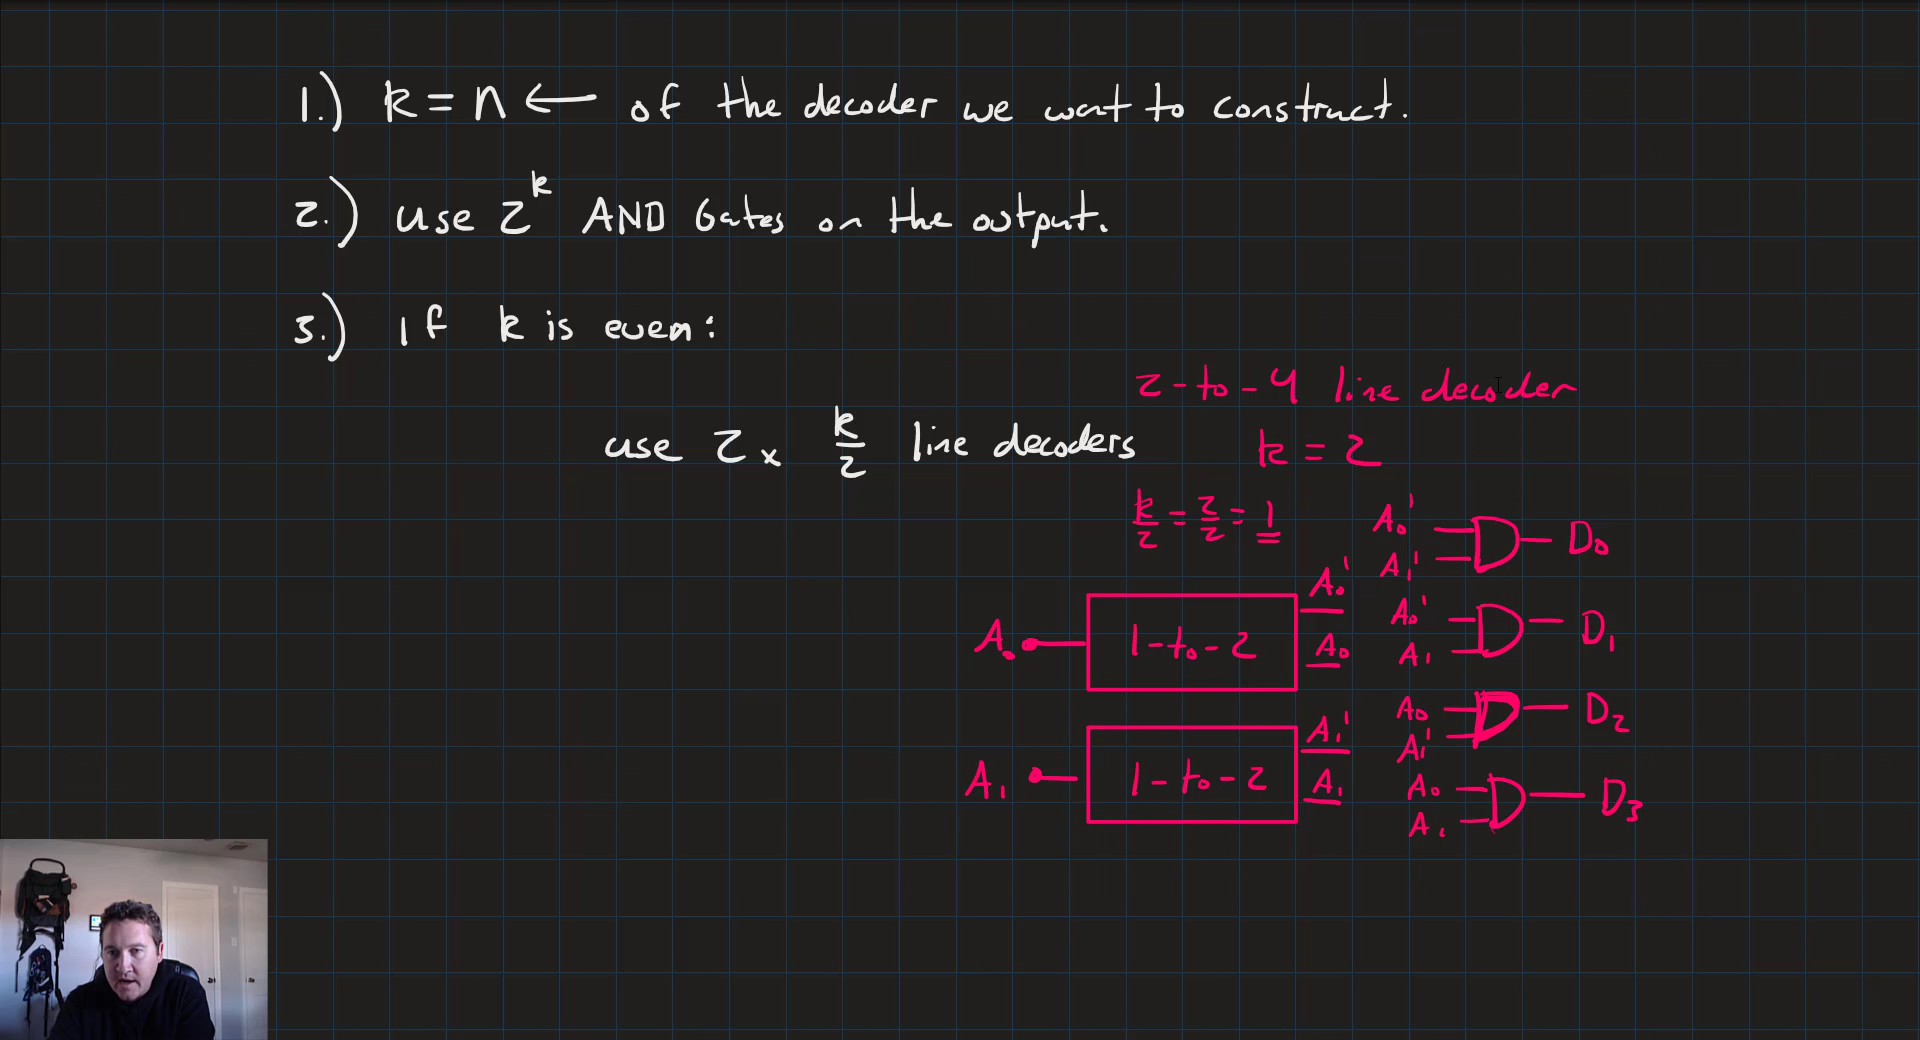 1.) k = n ← of the decoder we want to construct.
2.) use 2^k AND Gates on the output.
3.) if k is even:
use 2 x k/2 line decoders
2-to-4 line decoder
k = 2
k/2 = 2/2 = 1
A0 1-to-2 A0' A0
A1 1-to-2 A1' A1
A0' A1' D0
A0' A1 D1
A0 A1' D2
A0 A1 D3